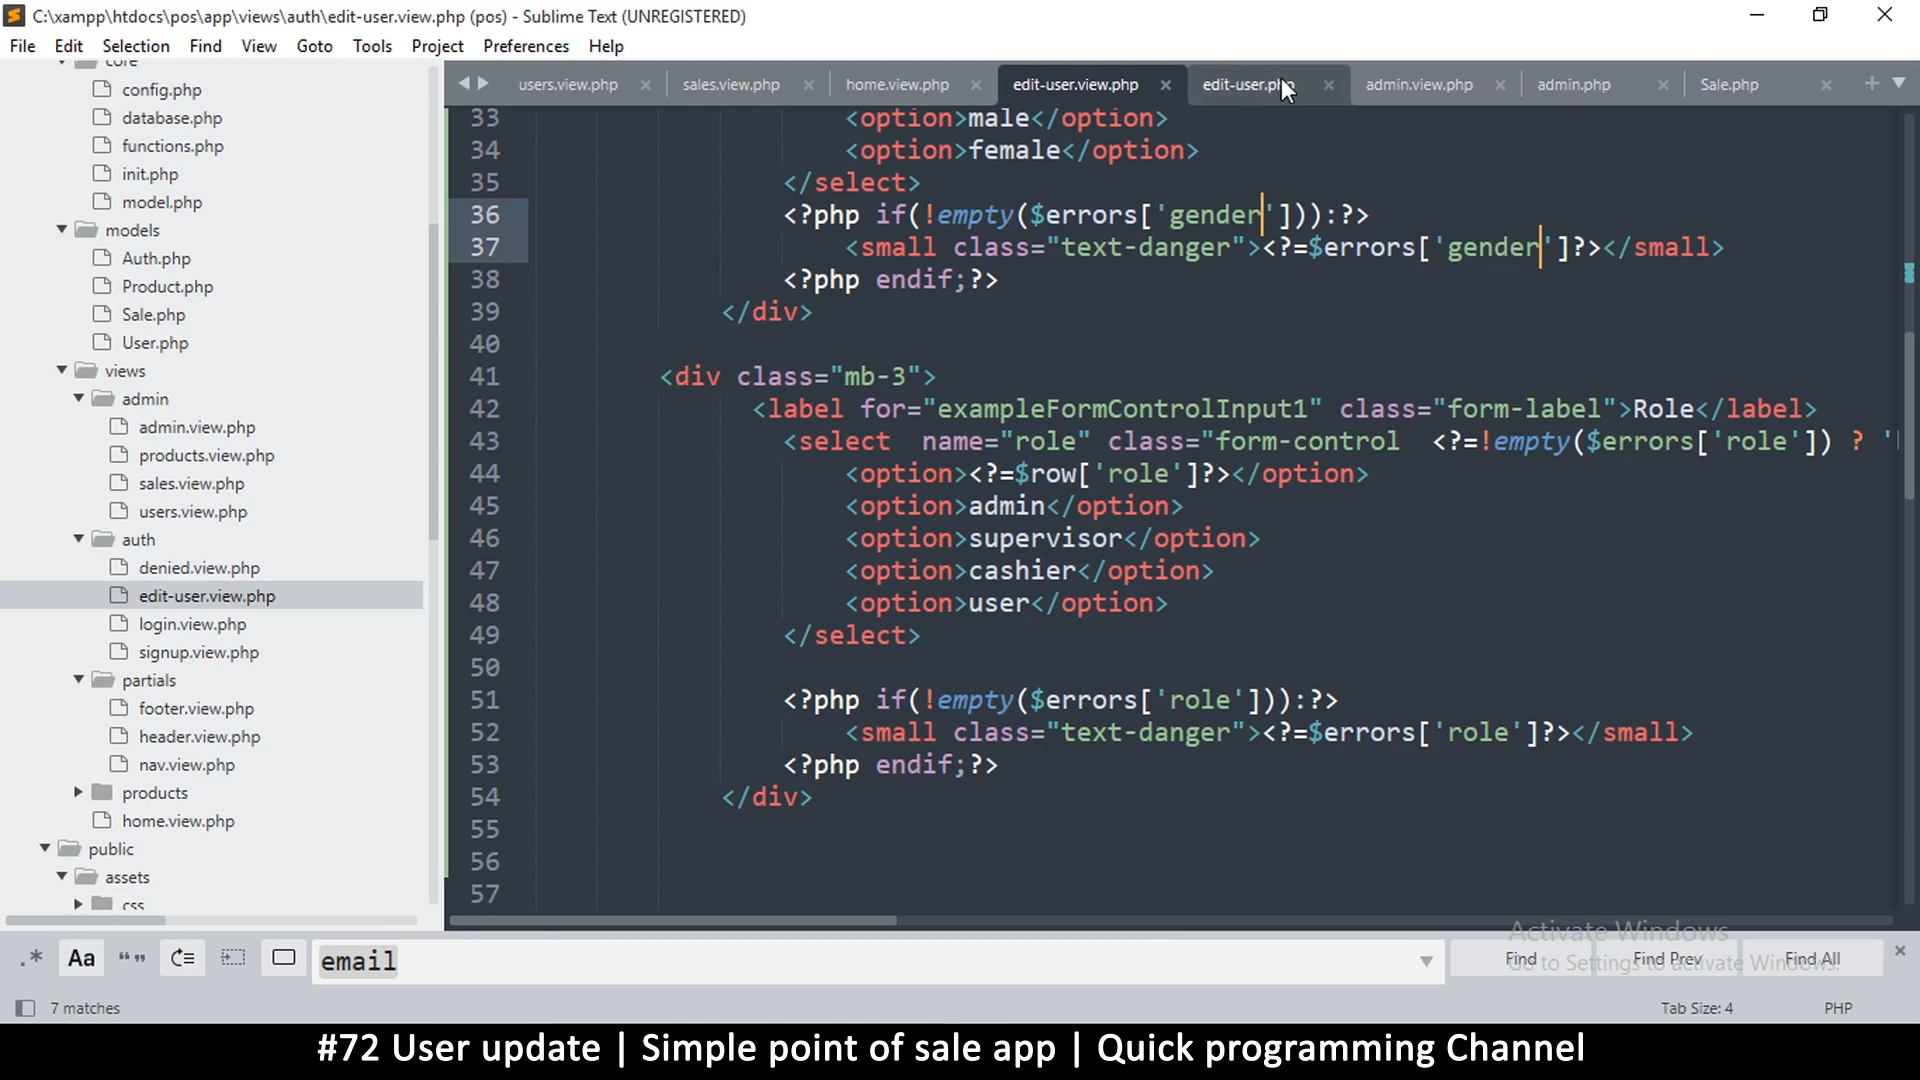 C:\xampp\htdocs\pos\app\views\auth\edit-user.view.php (pos) - Sublime Text (UNREGISTERED)
File Edit Selection Find View Goto Tools Project Preferences Help
core
config.php
database.php
functions.php
init.php
model.php
models
Auth.php
Product.php
Sale.php
User.php
views
admin
admin.view.php
products.view.php
sales.view.php
users.view.php
auth
denied.view.php
edit-user.view.php
login.view.php
signup.view.php
partials
footer.view.php
header.view.php
nav.view.php
products
home.view.php
public
assets
css
users.view.php sales.view.php home.view.php edit-user.view.php edit-user.php admin.view.php admin.php Sale.php
33 <option>male</option>
34 <option>female</option>
35 </select>
36 <?php if(!empty($errors['gender'])):?>
37 <small class="text-danger"><?=$errors['gender']?></small>
38 <?php endif;?>
39 </div>
40
41 <div class="mb-3">
42 <label for="exampleFormControlInput1" class="form-label">Role</label>
43 <select  name="role" class="form-control  <?=!empty($errors['role']) ? '
44 <option><?=$row['role']?></option>
45 <option>admin</option>
46 <option>supervisor</option>
47 <option>cashier</option>
48 <option>user</option>
49 </select>
50
51 <?php if(!empty($errors['role'])):?>
52 <small class="text-danger"><?=$errors['role']?></small>
53 <?php endif;?>
54 </div>
55
56
57
Activate Windows
Go to Settings to activate Windows.
.* Aa “” email Find Find Prev Find All
7 matches Tab Size: 4 PHP
#72 User update | Simple point of sale app | Quick programming Channel